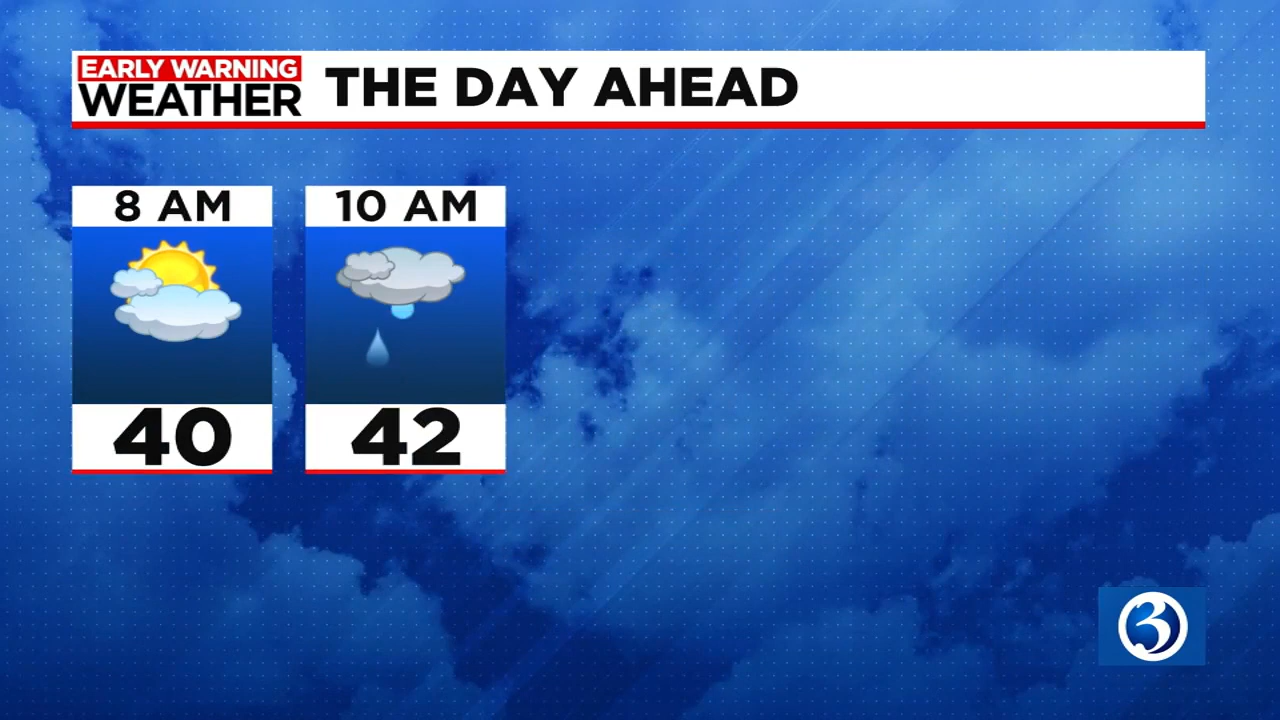 EARLY WARNING
WEATHER
THE DAY AHEAD
8 AM
10 AM
40
42
3